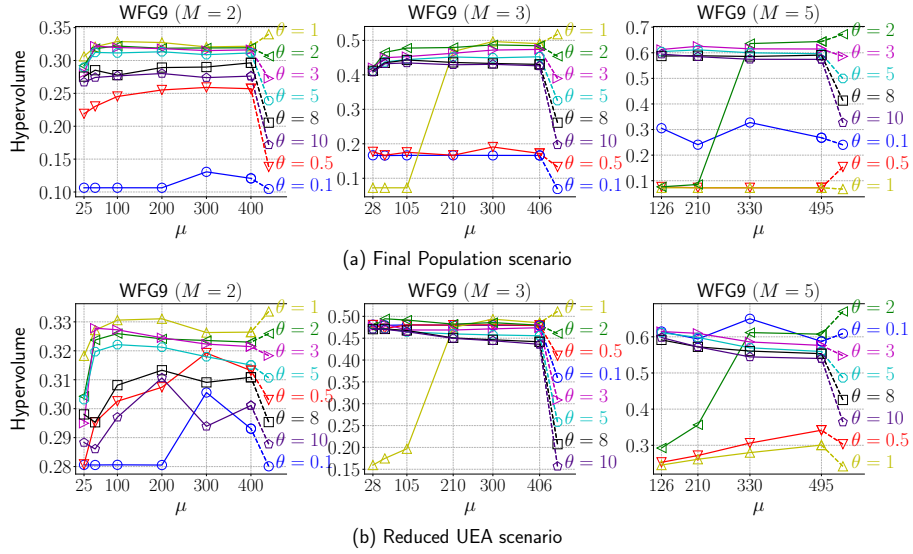 WFG9 (M = 2)
WFG9 (M = 3)
WFG9 (M = 5)
Hypervolume
0.35
0.30
0.25
0.20
0.15
0.10
25
100
200
300
400
μ
θ = 1
θ = 2
θ = 3
θ = 5
θ = 8
θ = 10
θ = 0.5
θ = 0.1
0.5
0.4
0.3
0.2
0.1
28
105
210
300
406
μ
θ = 1
θ = 2
θ = 3
θ = 5
θ = 8
θ = 10
θ = 0.5
θ = 0.1
0.7
0.6
0.5
0.4
0.3
0.2
0.1
126
210
330
495
μ
θ = 2
θ = 3
θ = 5
θ = 8
θ = 10
θ = 0.1
θ = 0.5
θ = 1
(a) Final Population scenario
WFG9 (M = 2)
WFG9 (M = 3)
WFG9 (M = 5)
Hypervolume
0.33
0.32
0.31
0.30
0.29
0.28
25
100
200
300
400
μ
θ = 1
θ = 2
θ = 3
θ = 5
θ = 0.5
θ = 8
θ = 10
θ = 0.1
0.50
0.45
0.40
0.35
0.30
0.25
0.20
0.15
28
105
210
300
406
μ
θ = 1
θ = 2
θ = 0.5
θ = 0.1
θ = 3
θ = 5
θ = 8
θ = 10
0.6
0.5
0.4
0.3
126
210
330
495
μ
θ = 2
θ = 0.1
θ = 3
θ = 5
θ = 8
θ = 10
θ = 0.5
θ = 1
(b) Reduced UEA scenario